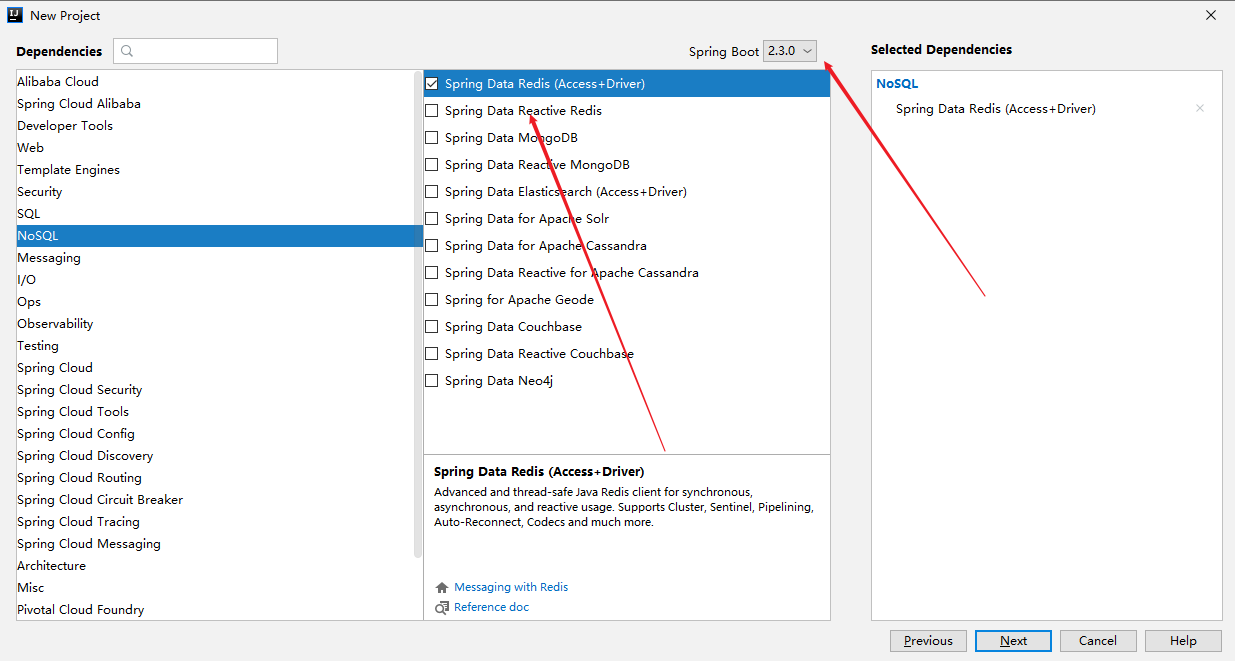 New Project
Dependencies
Spring Boot 2.3.0
Selected Dependencies
Alibaba Cloud
Spring Cloud Alibaba
Developer Tools
Web
Template Engines
Security
SQL
NoSQL
Messaging
I/O
Ops
Observability
Testing
Spring Cloud
Spring Cloud Security
Spring Cloud Tools
Spring Cloud Config
Spring Cloud Discovery
Spring Cloud Routing
Spring Cloud Circuit Breaker
Spring Cloud Tracing
Spring Cloud Messaging
Architecture
Misc
Pivotal Cloud Foundry
Spring Data Redis (Access+Driver)
Spring Data Reactive Redis
Spring Data MongoDB
Spring Data Reactive MongoDB
Spring Data Elasticsearch (Access+Driver)
Spring Data for Apache Solr
Spring Data for Apache Cassandra
Spring Data Reactive for Apache Cassandra
Spring for Apache Geode
Spring Data Couchbase
Spring Data Reactive Couchbase
Spring Data Neo4j
Spring Data Redis (Access+Driver)
Advanced and thread-safe Java Redis client for synchronous,
asynchronous, and reactive usage. Supports Cluster, Sentinel, Pipelining,
Auto-Reconnect, Codecs and much more.
Messaging with Redis
Reference doc
NoSQL
Spring Data Redis (Access+Driver)
Previous
Next
Cancel
Help